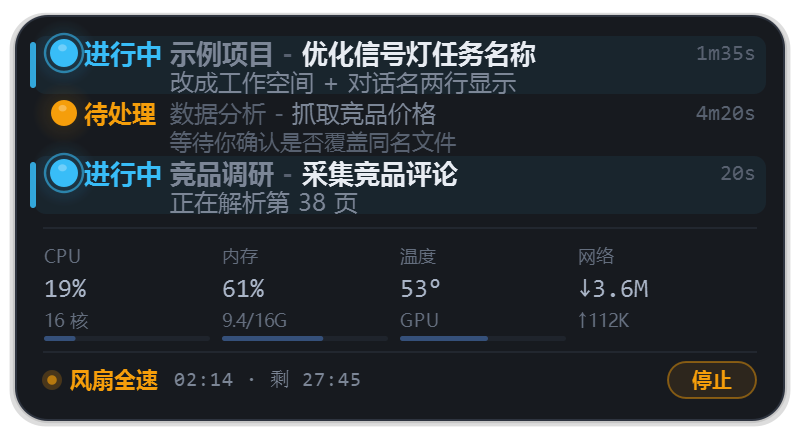 进行中 示例项目 - 优化信号灯任务名称 1m35s
改成工作空间 + 对话名两行显示
待处理 数据分析 - 抓取竞品价格 4m20s
等待你确认是否覆盖同名文件
进行中 竞品调研 - 采集竞品评论 20s
正在解析第 38 页
CPU 内存 温度 网络
19% 61% 53° ↓3.6M
16 核 9.4/16G GPU ↑112K
风扇全速 02:14 · 剩 27:45 停止